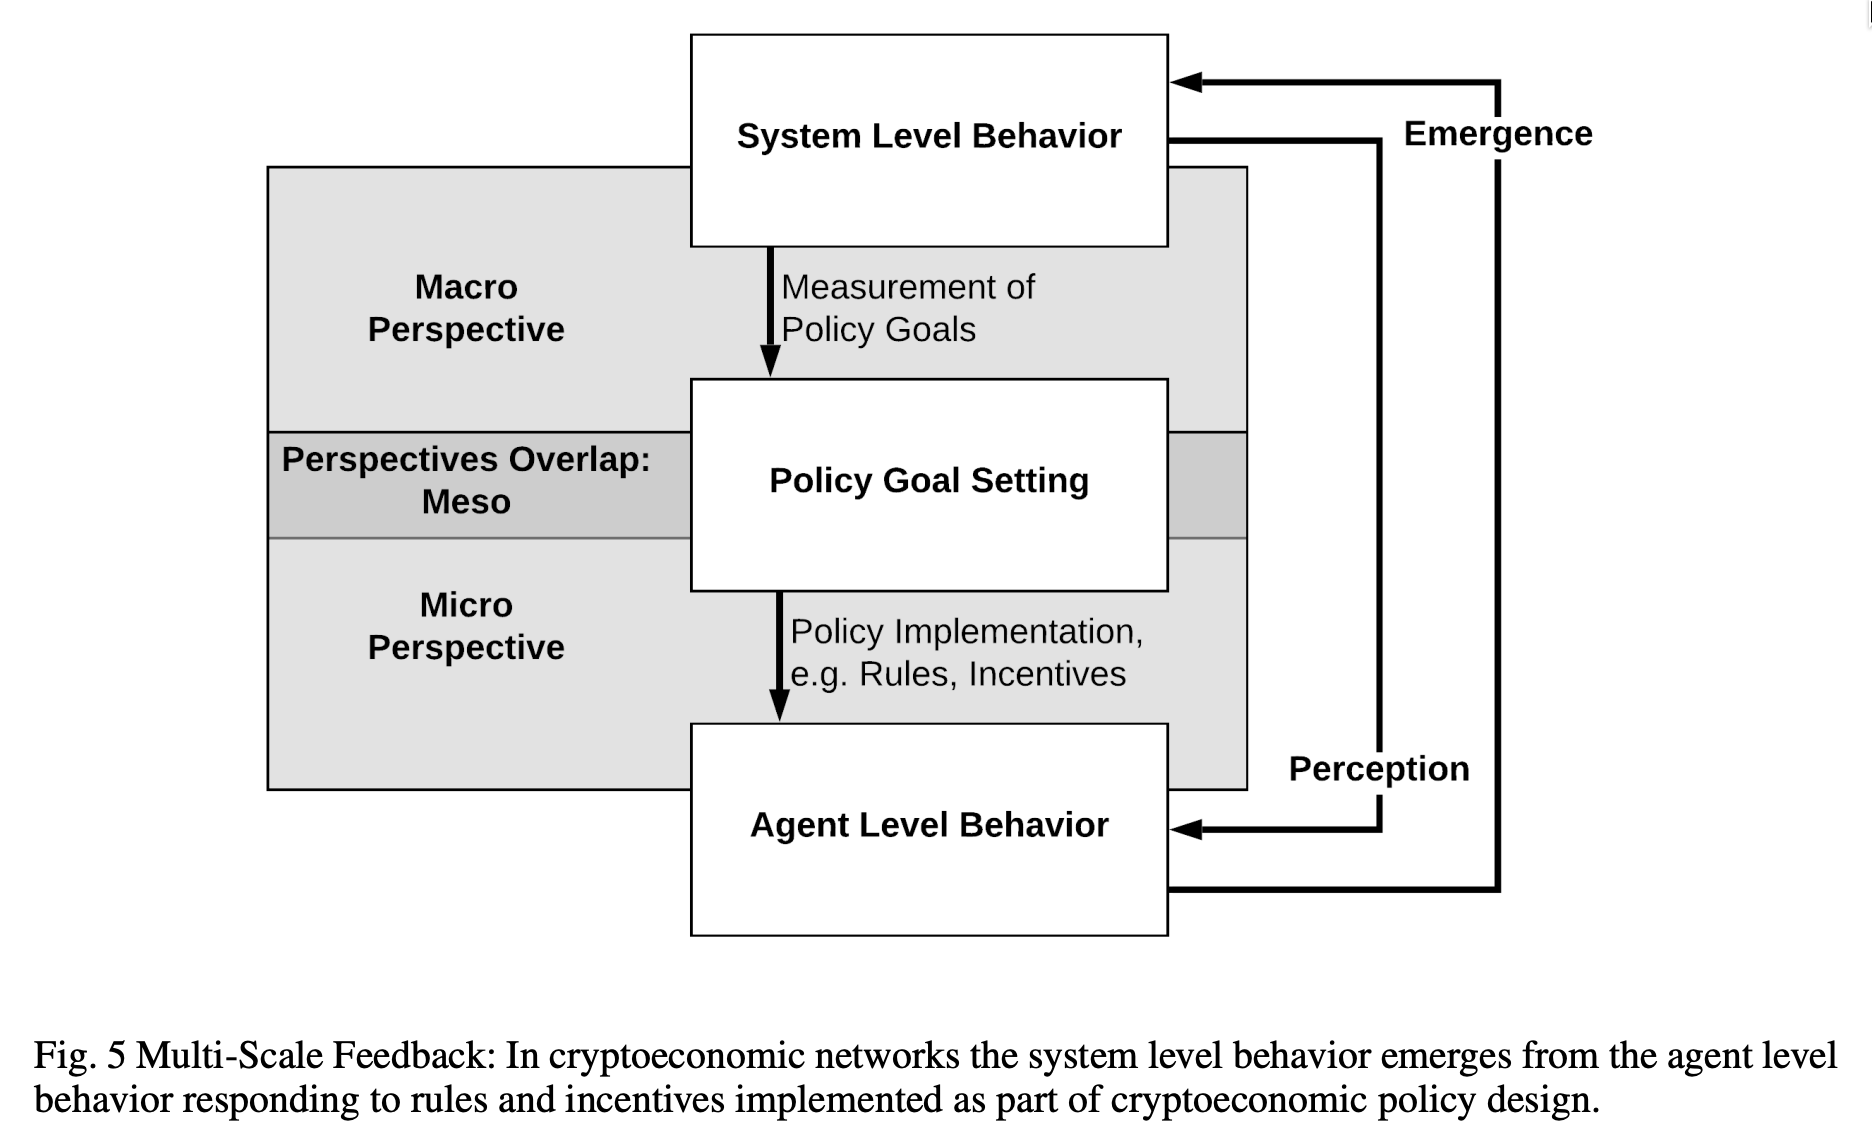 System Level Behavior
Emergence
Macro
Perspective
Measurement of
Policy Goals
Perspectives Overlap:
Meso
Policy Goal Setting
Micro
Perspective
Policy Implementation,
e.g. Rules, Incentives
Perception
Agent Level Behavior
Fig. 5 Multi-Scale Feedback: In cryptoeconomic networks the system level behavior emerges from the agent level
behavior responding to rules and incentives implemented as part of cryptoeconomic policy design.